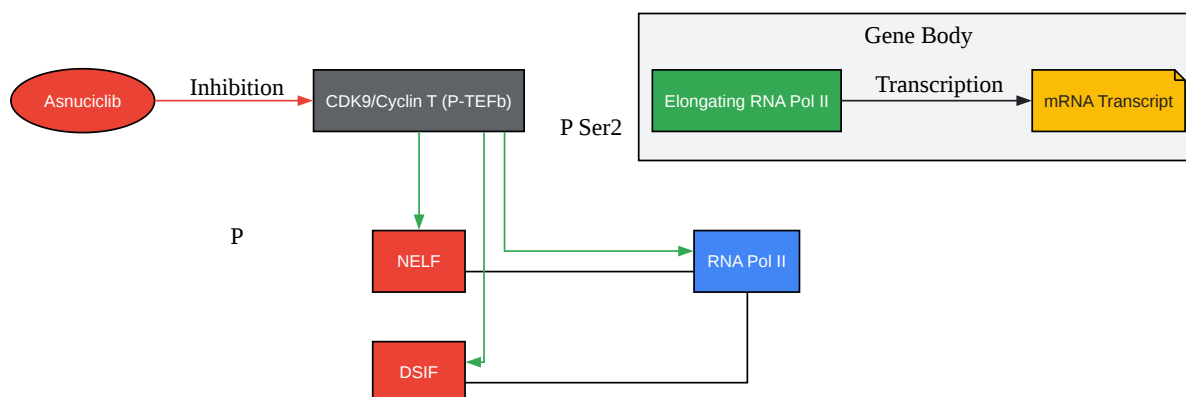 Gene Body
Asnuciclib
Inhibition
CDK9/Cyclin T (P-TEFb)
Elongating RNA Pol II
Transcription
mRNA Transcript
P Ser2
P
NELF
RNA Pol II
DSIF